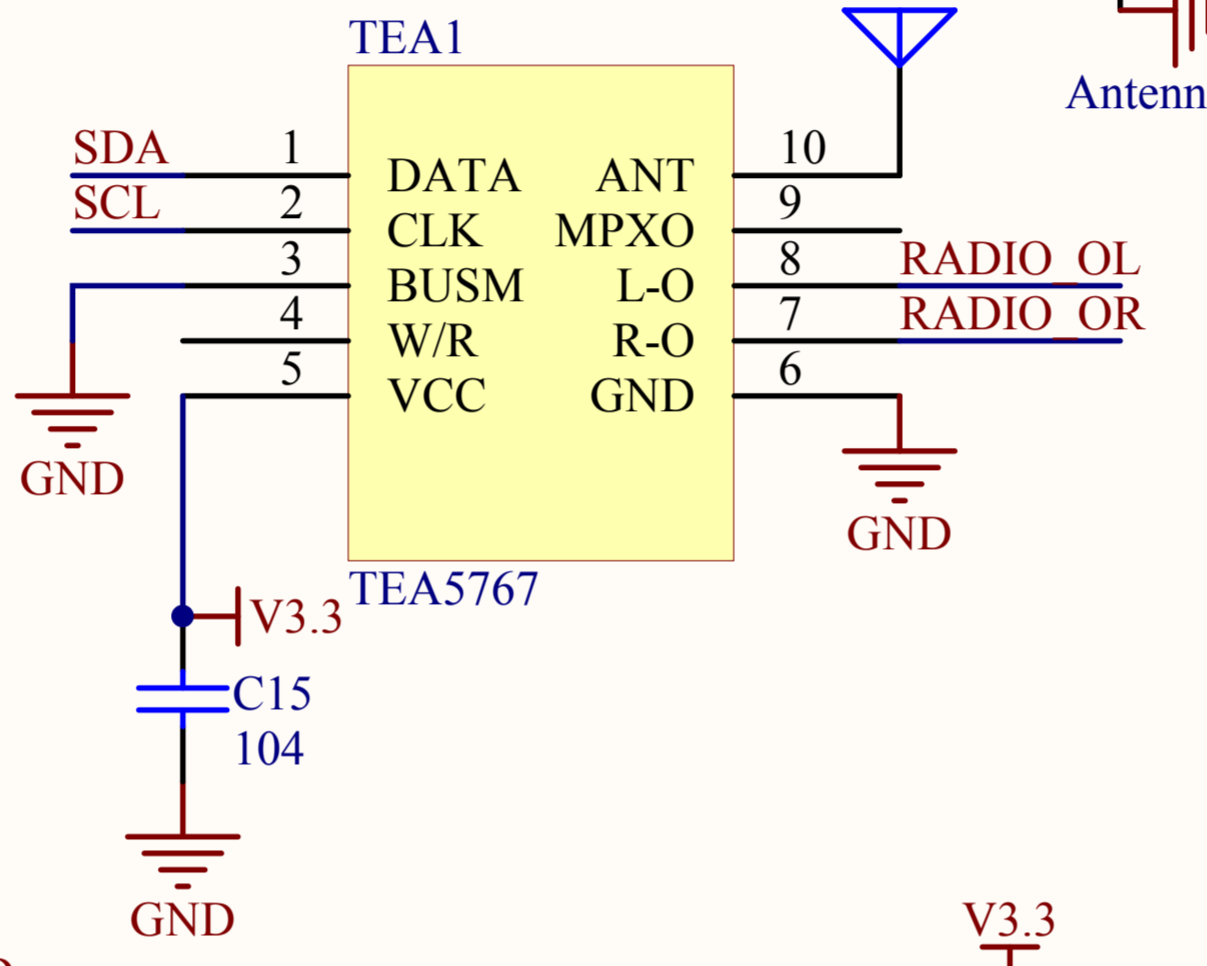 TEA1
Antenn
SDA 1 DATA ANT 10
SCL 2 CLK MPXO 9
3 BUSM L-O 8 RADIO_OL
4 W/R R-O 7 RADIO_OR
5 VCC GND 6
GND
GND
TEA5767
V3.3
C15
104
GND
V3.3